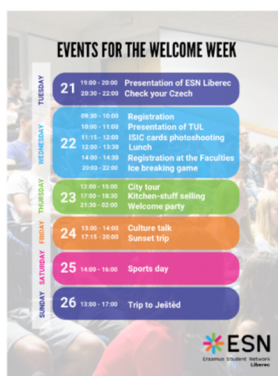 EVENTS FOR THE WELCOME WEEK
TUESDAY
21
19:00 - 20:00 Presentation of ESN Liberec
20:30 - 22:00 Check your Czech
WEDNESDAY
22
09:30 - 10:00 Registration
10:00 - 11:00 Presentation of TUL
11:15 - 12:00 ISIC cards photoshooting
12:00 - 13:30 Lunch
14:00 - 14:30 Registration at the Faculties
20:00 - 22:00 Ice breaking game
THURSDAY
23
12:00 - 15:00 City tour
17:00 - 18:30 Kitchen-stuff selling
21:30 - 02:00 Welcome party
FRIDAY
24
13:00 - 14:00 Culture talk
17:15 - 20:00 Sunset trip
SATURDAY
25
14:00 - 16:00 Sports day
SUNDAY
26
13:00 - 17:00 Trip to Ještěd
ESN
Erasmus Student Network
Liberec